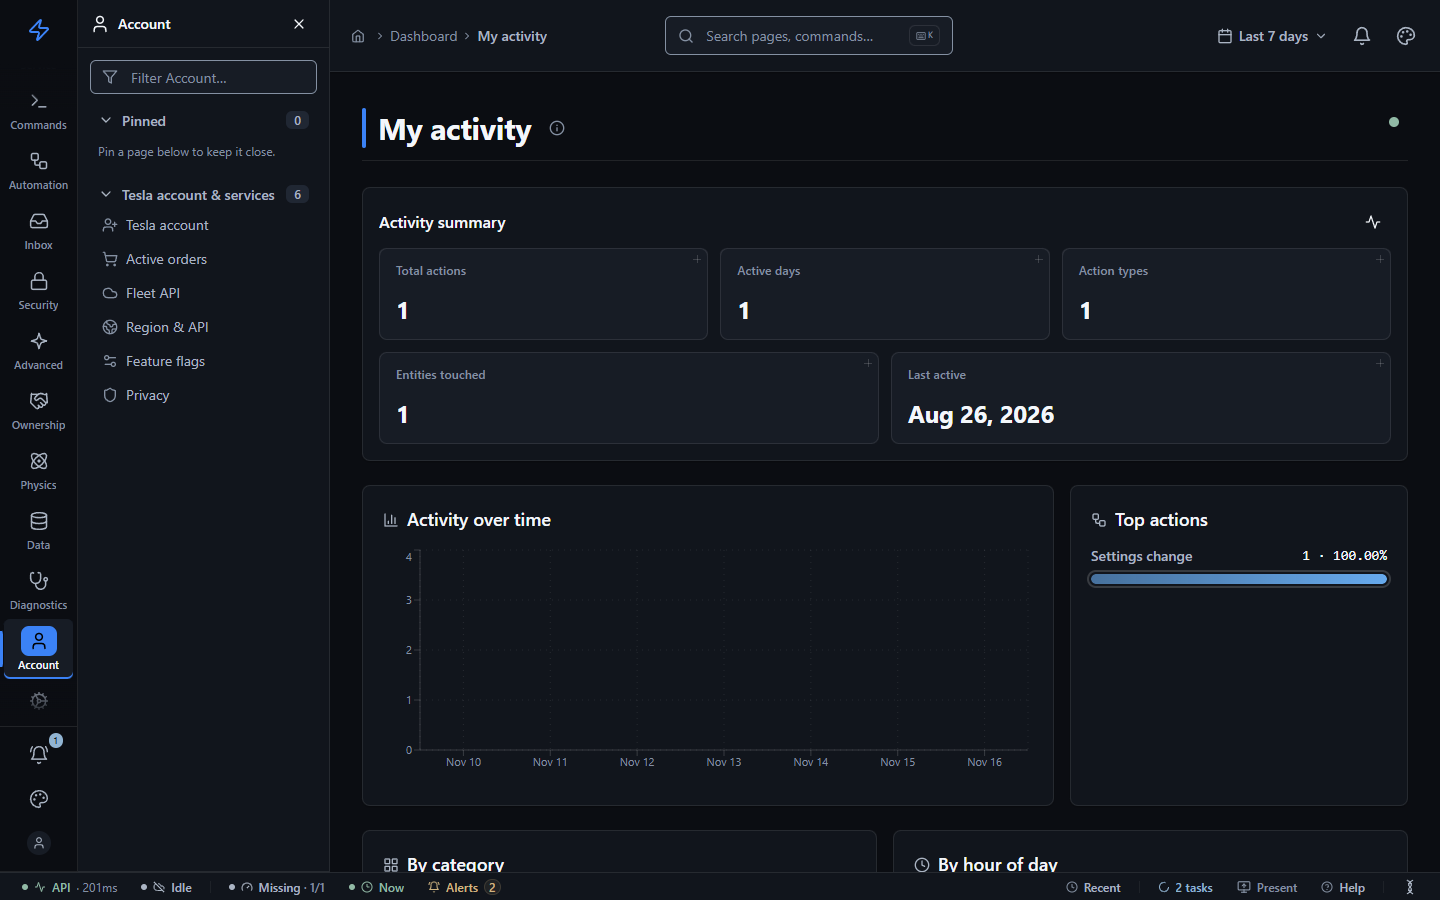 Account
Dashboard
My activity
Search pages, commands...
K
Last 7 days
Filter Account...
Commands
Automation
Inbox
Security
Advanced
Ownership
Physics
Data
Diagnostics
Account
1
Pinned
0
Pin a page below to keep it close.
Tesla account & services
6
Tesla account
Active orders
Fleet API
Region & API
Feature flags
Privacy
My activity
Activity summary
Total actions
1
Active days
1
Action types
1
Entities touched
1
Last active
Aug 26, 2026
Activity over time
4
3
2
1
0
Nov 10
Nov 11
Nov 12
Nov 13
Nov 14
Nov 15
Nov 16
Top actions
Settings change
1 · 100.00%
By category
By hour of day
API · 201ms
Idle
Missing · 1/1
Now
Alerts 2
Recent
2 tasks
Present
Help